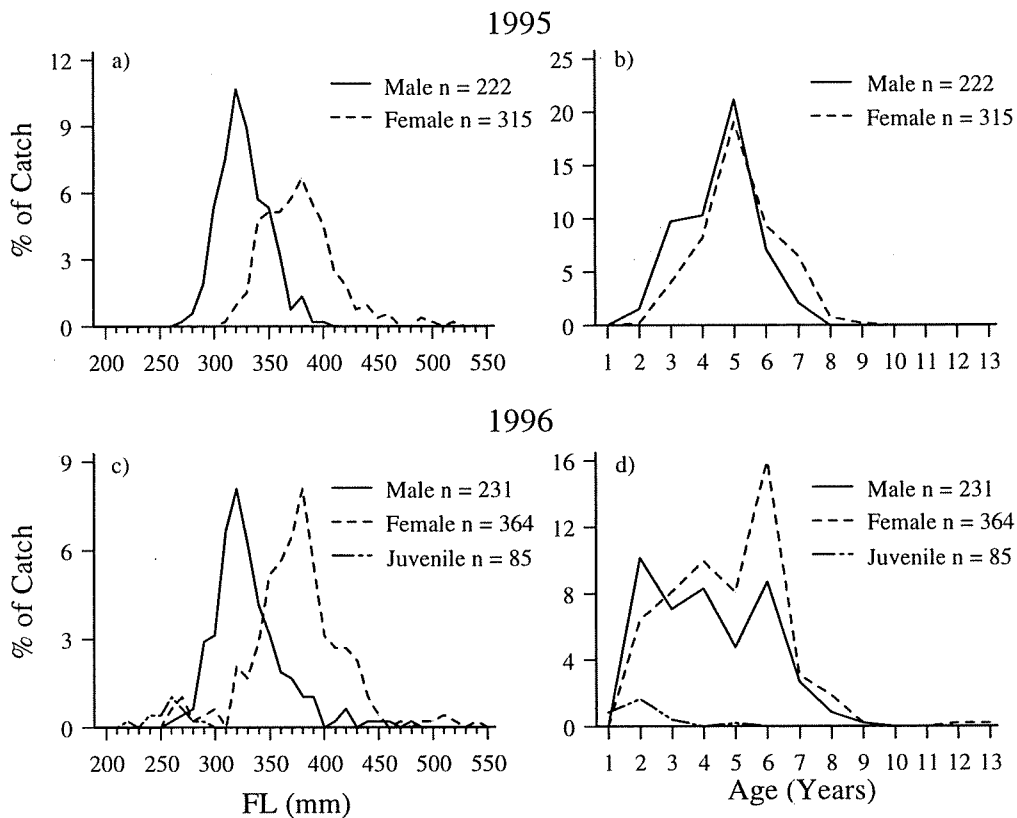 1995
a)
Male n = 222
Female n = 315
12
9
6
3
0
% of Catch
200 250 300 350 400 450 500 550
b)
Male n = 222
Female n = 315
25
20
15
10
5
0
1 2 3 4 5 6 7 8 9 10 11 12 13
1996
c)
Male n = 231
Female n = 364
Juvenile n = 85
9
6
3
0
% of Catch
200 250 300 350 400 450 500 550
FL (mm)
d)
Male n = 231
Female n = 364
Juvenile n = 85
16
12
8
4
0
1 2 3 4 5 6 7 8 9 10 11 12 13
Age (Years)